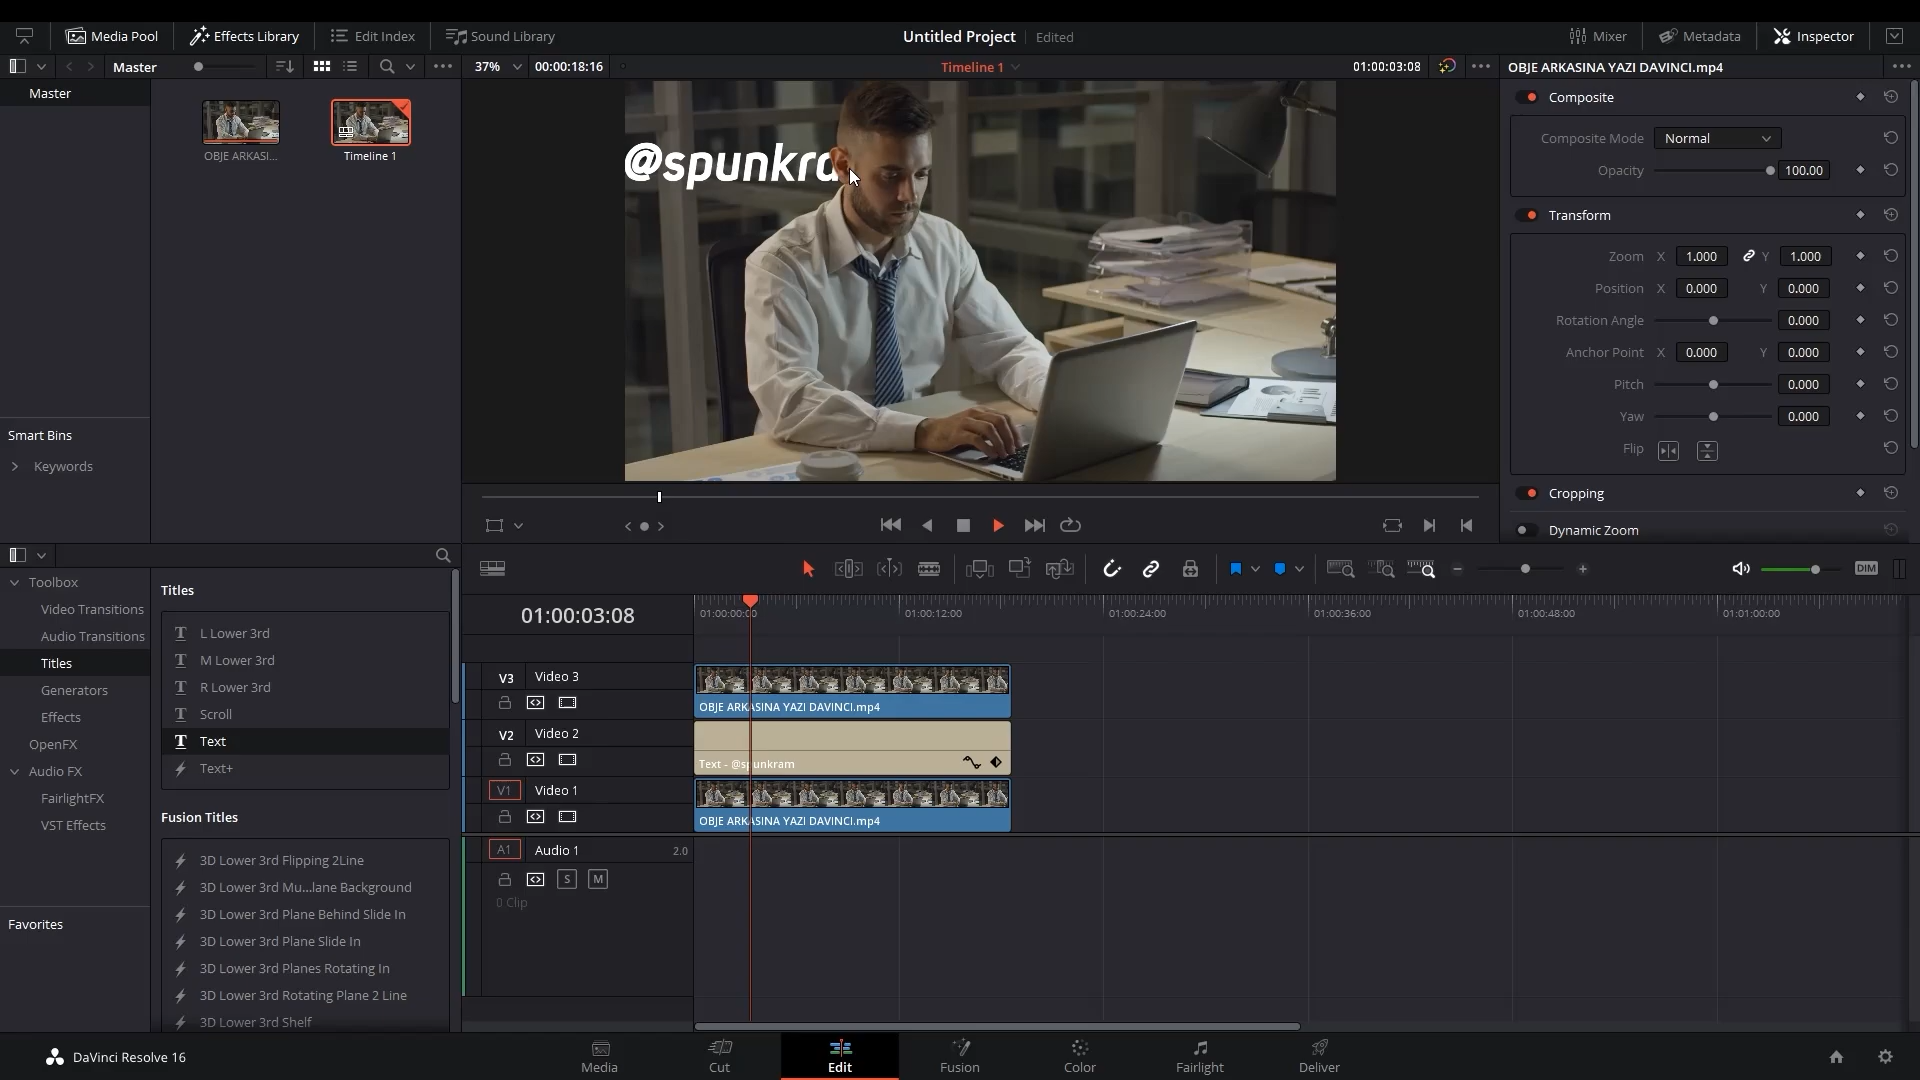 Media Pool
Effects Library
Edit Index
Sound Library
Untitled Project
Edited
Mixer
Metadata
Inspector
Master
37%
00:00:18:16
Timeline 1
01:00:03:08
OBJE ARKASINA YAZI DAVINCI.mp4
Master
OBJE ARKASI...
Timeline 1
Smart Bins
Keywords
@spunkra
Composite
Composite Mode
Normal
Opacity
100.00
Transform
Zoom X 1.000 Y 1.000
Position X 0.000 Y 0.000
Rotation Angle 0.000
Anchor Point X 0.000 Y 0.000
Pitch 0.000
Yaw 0.000
Flip
Cropping
Dynamic Zoom
Toolbox
Video Transitions
Audio Transitions
Titles
Generators
Effects
OpenFX
Audio FX
FairlightFX
VST Effects
Favorites
Titles
L Lower 3rd
M Lower 3rd
R Lower 3rd
Scroll
Text
Text+
Fusion Titles
3D Lower 3rd Flipping 2Line
3D Lower 3rd Mu...lane Background
3D Lower 3rd Plane Behind Slide In
3D Lower 3rd Plane Slide In
3D Lower 3rd Planes Rotating In
3D Lower 3rd Rotating Plane 2 Line
3D Lower 3rd Shelf
DIM
01:00:03:08
01:00:00:00
01:00:12:00
01:00:24:00
01:00:36:00
01:00:48:00
01:01:00:00
V3 Video 3
OBJE ARKASINA YAZI DAVINCI.mp4
V2 Video 2
Text - @spunkram
V1 Video 1
OBJE ARKASINA YAZI DAVINCI.mp4
A1 Audio 1 2.0
S M
0 Clip
DaVinci Resolve 16
Media
Cut
Edit
Fusion
Color
Fairlight
Deliver